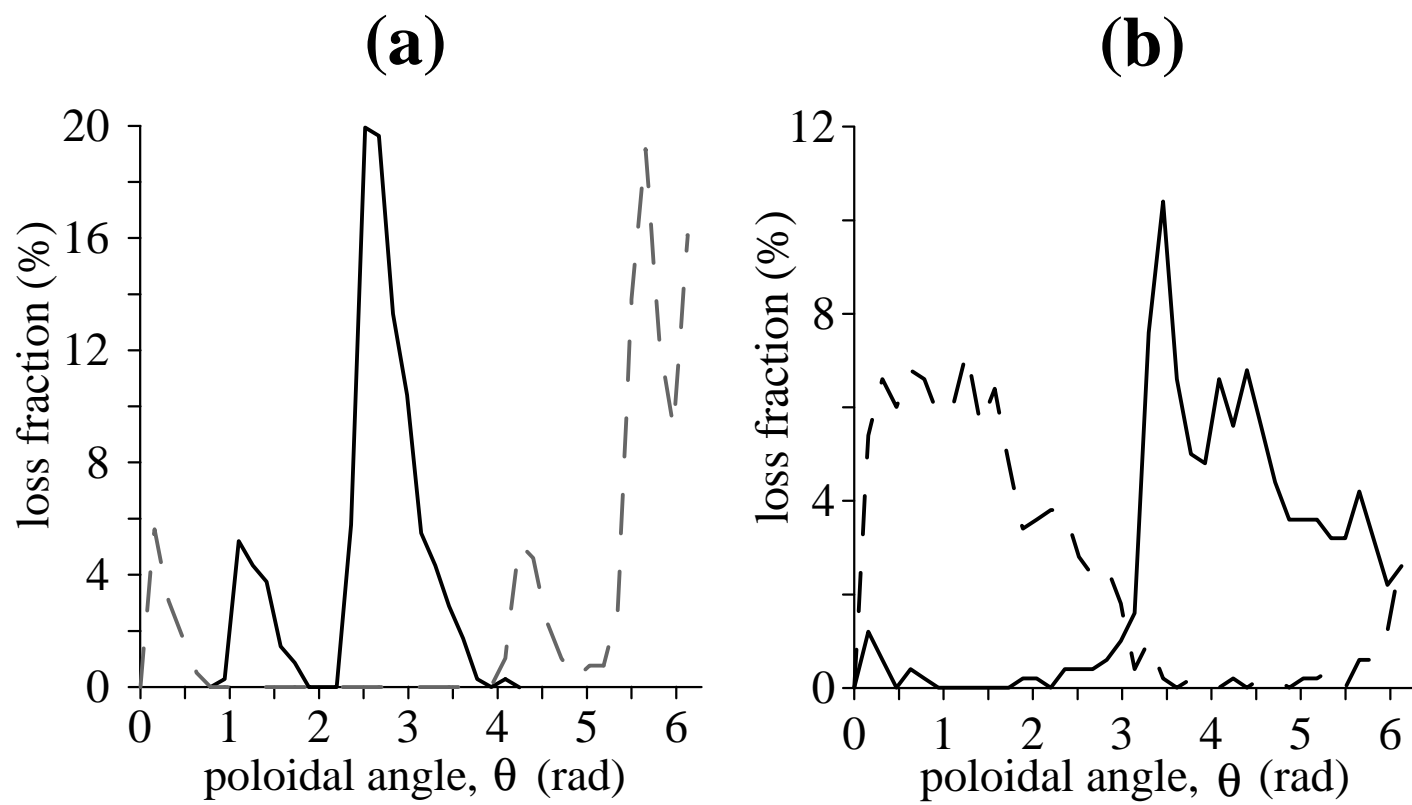 (a)
20
16
12
8
4
0
loss fraction (%)
0 1 2 3 4 5 6
poloidal angle, θ (rad)
(b)
12
8
4
0
loss fraction (%)
0 1 2 3 4 5 6
poloidal angle, θ (rad)